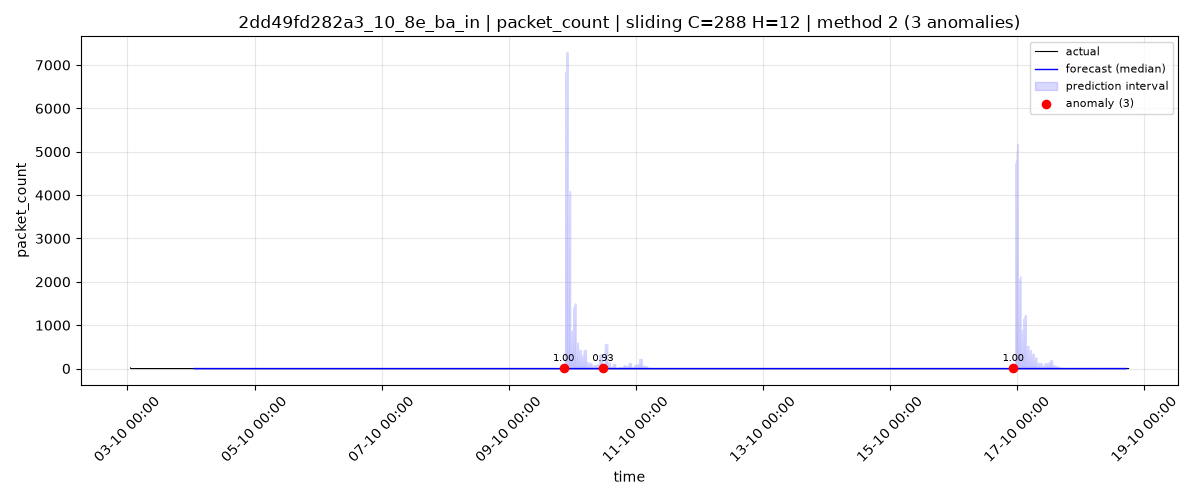 2dd49fd282a3_10_8e_ba_in | packet_count | sliding C=288 H=12 | method 2 (3 anomalies)
actual
forecast (median)
prediction interval
anomaly (3)
packet_count
7000
6000
5000
4000
3000
2000
1000
0
1.00
0.93
1.00
03-10 00:00
05-10 00:00
07-10 00:00
09-10 00:00
11-10 00:00
13-10 00:00
15-10 00:00
17-10 00:00
19-10 00:00
time